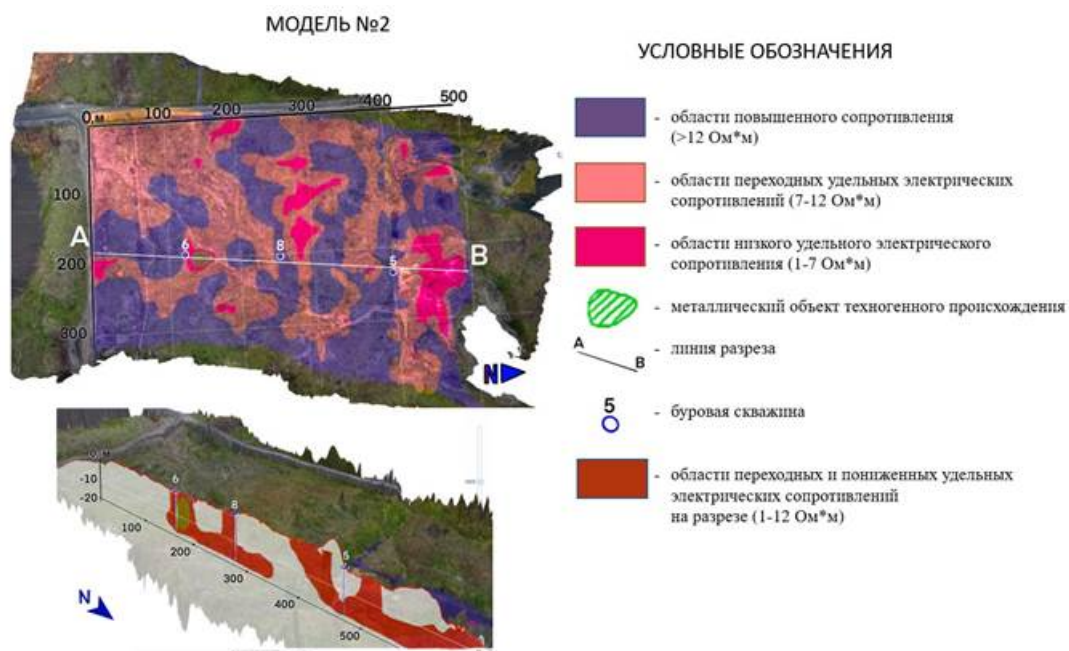 МОДЕЛЬ №2
УСЛОВНЫЕ ОБОЗНАЧЕНИЯ
0,м 100 200 300 400 500
100
200
300
A
B
6
8
5
N
- области повышенного сопротивления
(>12 Ом*м)
- области переходных удельных электрических
сопротивлений (7-12 Ом*м)
- области низкого удельного электрического
сопротивления (1-7 Ом*м)
- металлический объект техногенного происхождения
A
B
- линия разреза
5
- буровая скважина
- области переходных и пониженных удельных
электрических сопротивлений
на разрезе (1-12 Ом*м)
0, м
-10
-20
6
8
5
100
200
300
400
500
N